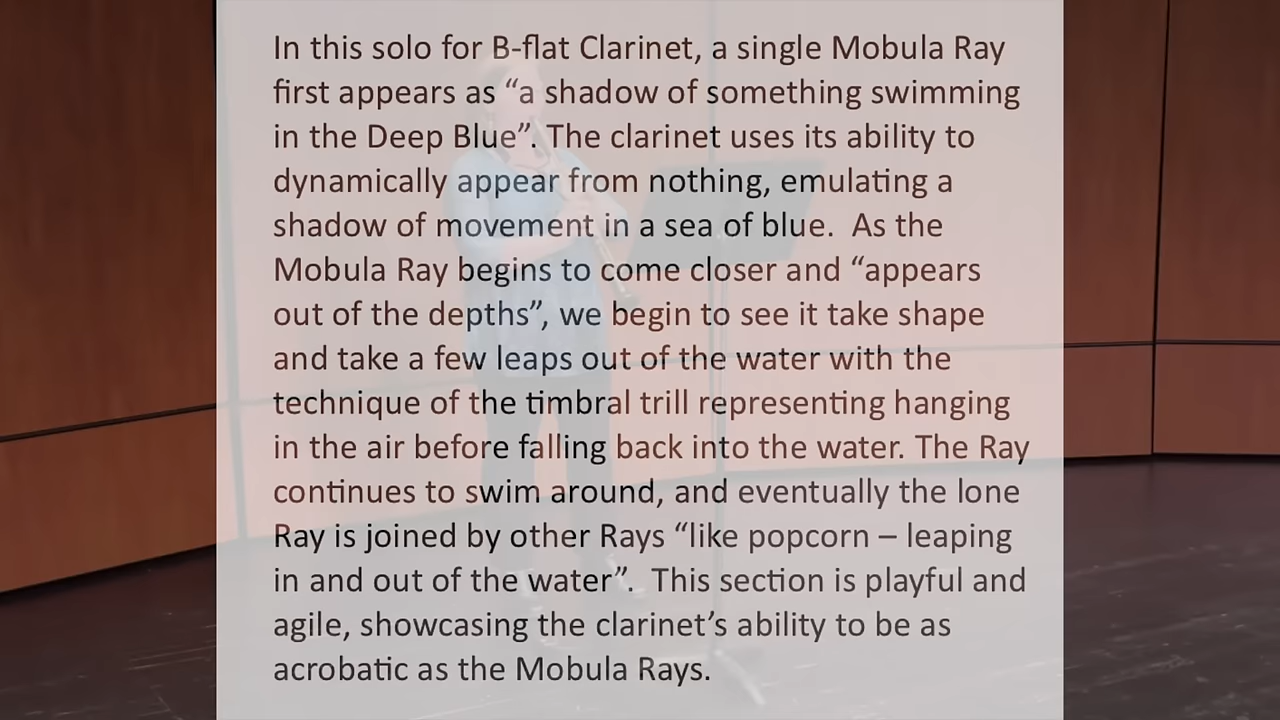 In this solo for B-flat Clarinet, a single Mobula Ray
first appears as “a shadow of something swimming
in the Deep Blue”. The clarinet uses its ability to
dynamically appear from nothing, emulating a
shadow of movement in a sea of blue.  As the
Mobula Ray begins to come closer and “appears
out of the depths”, we begin to see it take shape
and take a few leaps out of the water with the
technique of the timbral trill representing hanging
in the air before falling back into the water. The Ray
continues to swim around, and eventually the lone
Ray is joined by other Rays “like popcorn – leaping
in and out of the water”.  This section is playful and
agile, showcasing the clarinet’s ability to be as
acrobatic as the Mobula Rays.